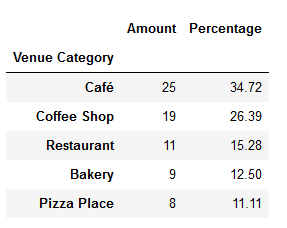 Amount Percentage
Venue Category
Café 25 34.72
Coffee Shop 19 26.39
Restaurant 11 15.28
Bakery 9 12.50
Pizza Place 8 11.11